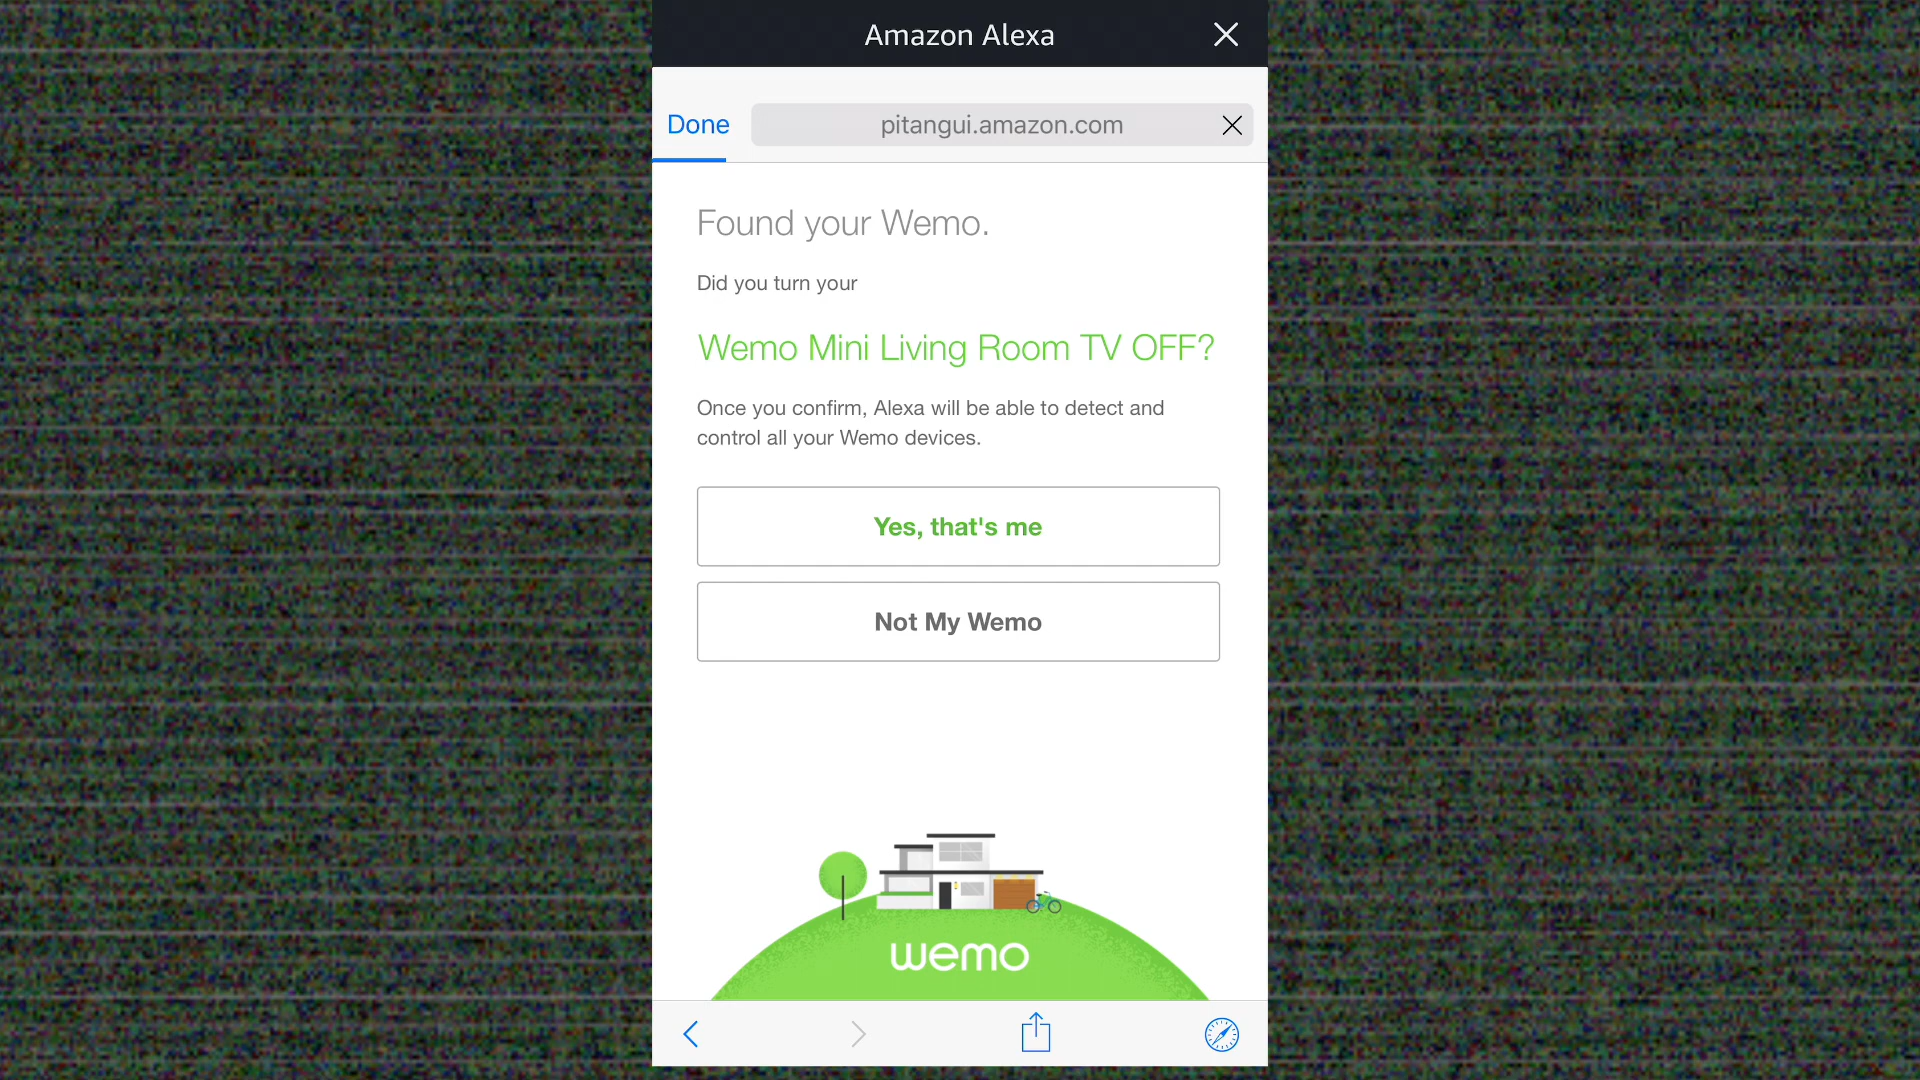 Amazon Alexa
Done
pitangui.amazon.com
Found your Wemo.
Did you turn your
Wemo Mini Living Room TV OFF?
Once you confirm, Alexa will be able to detect and
control all your Wemo devices.
Yes, that's me
Not My Wemo
wemo